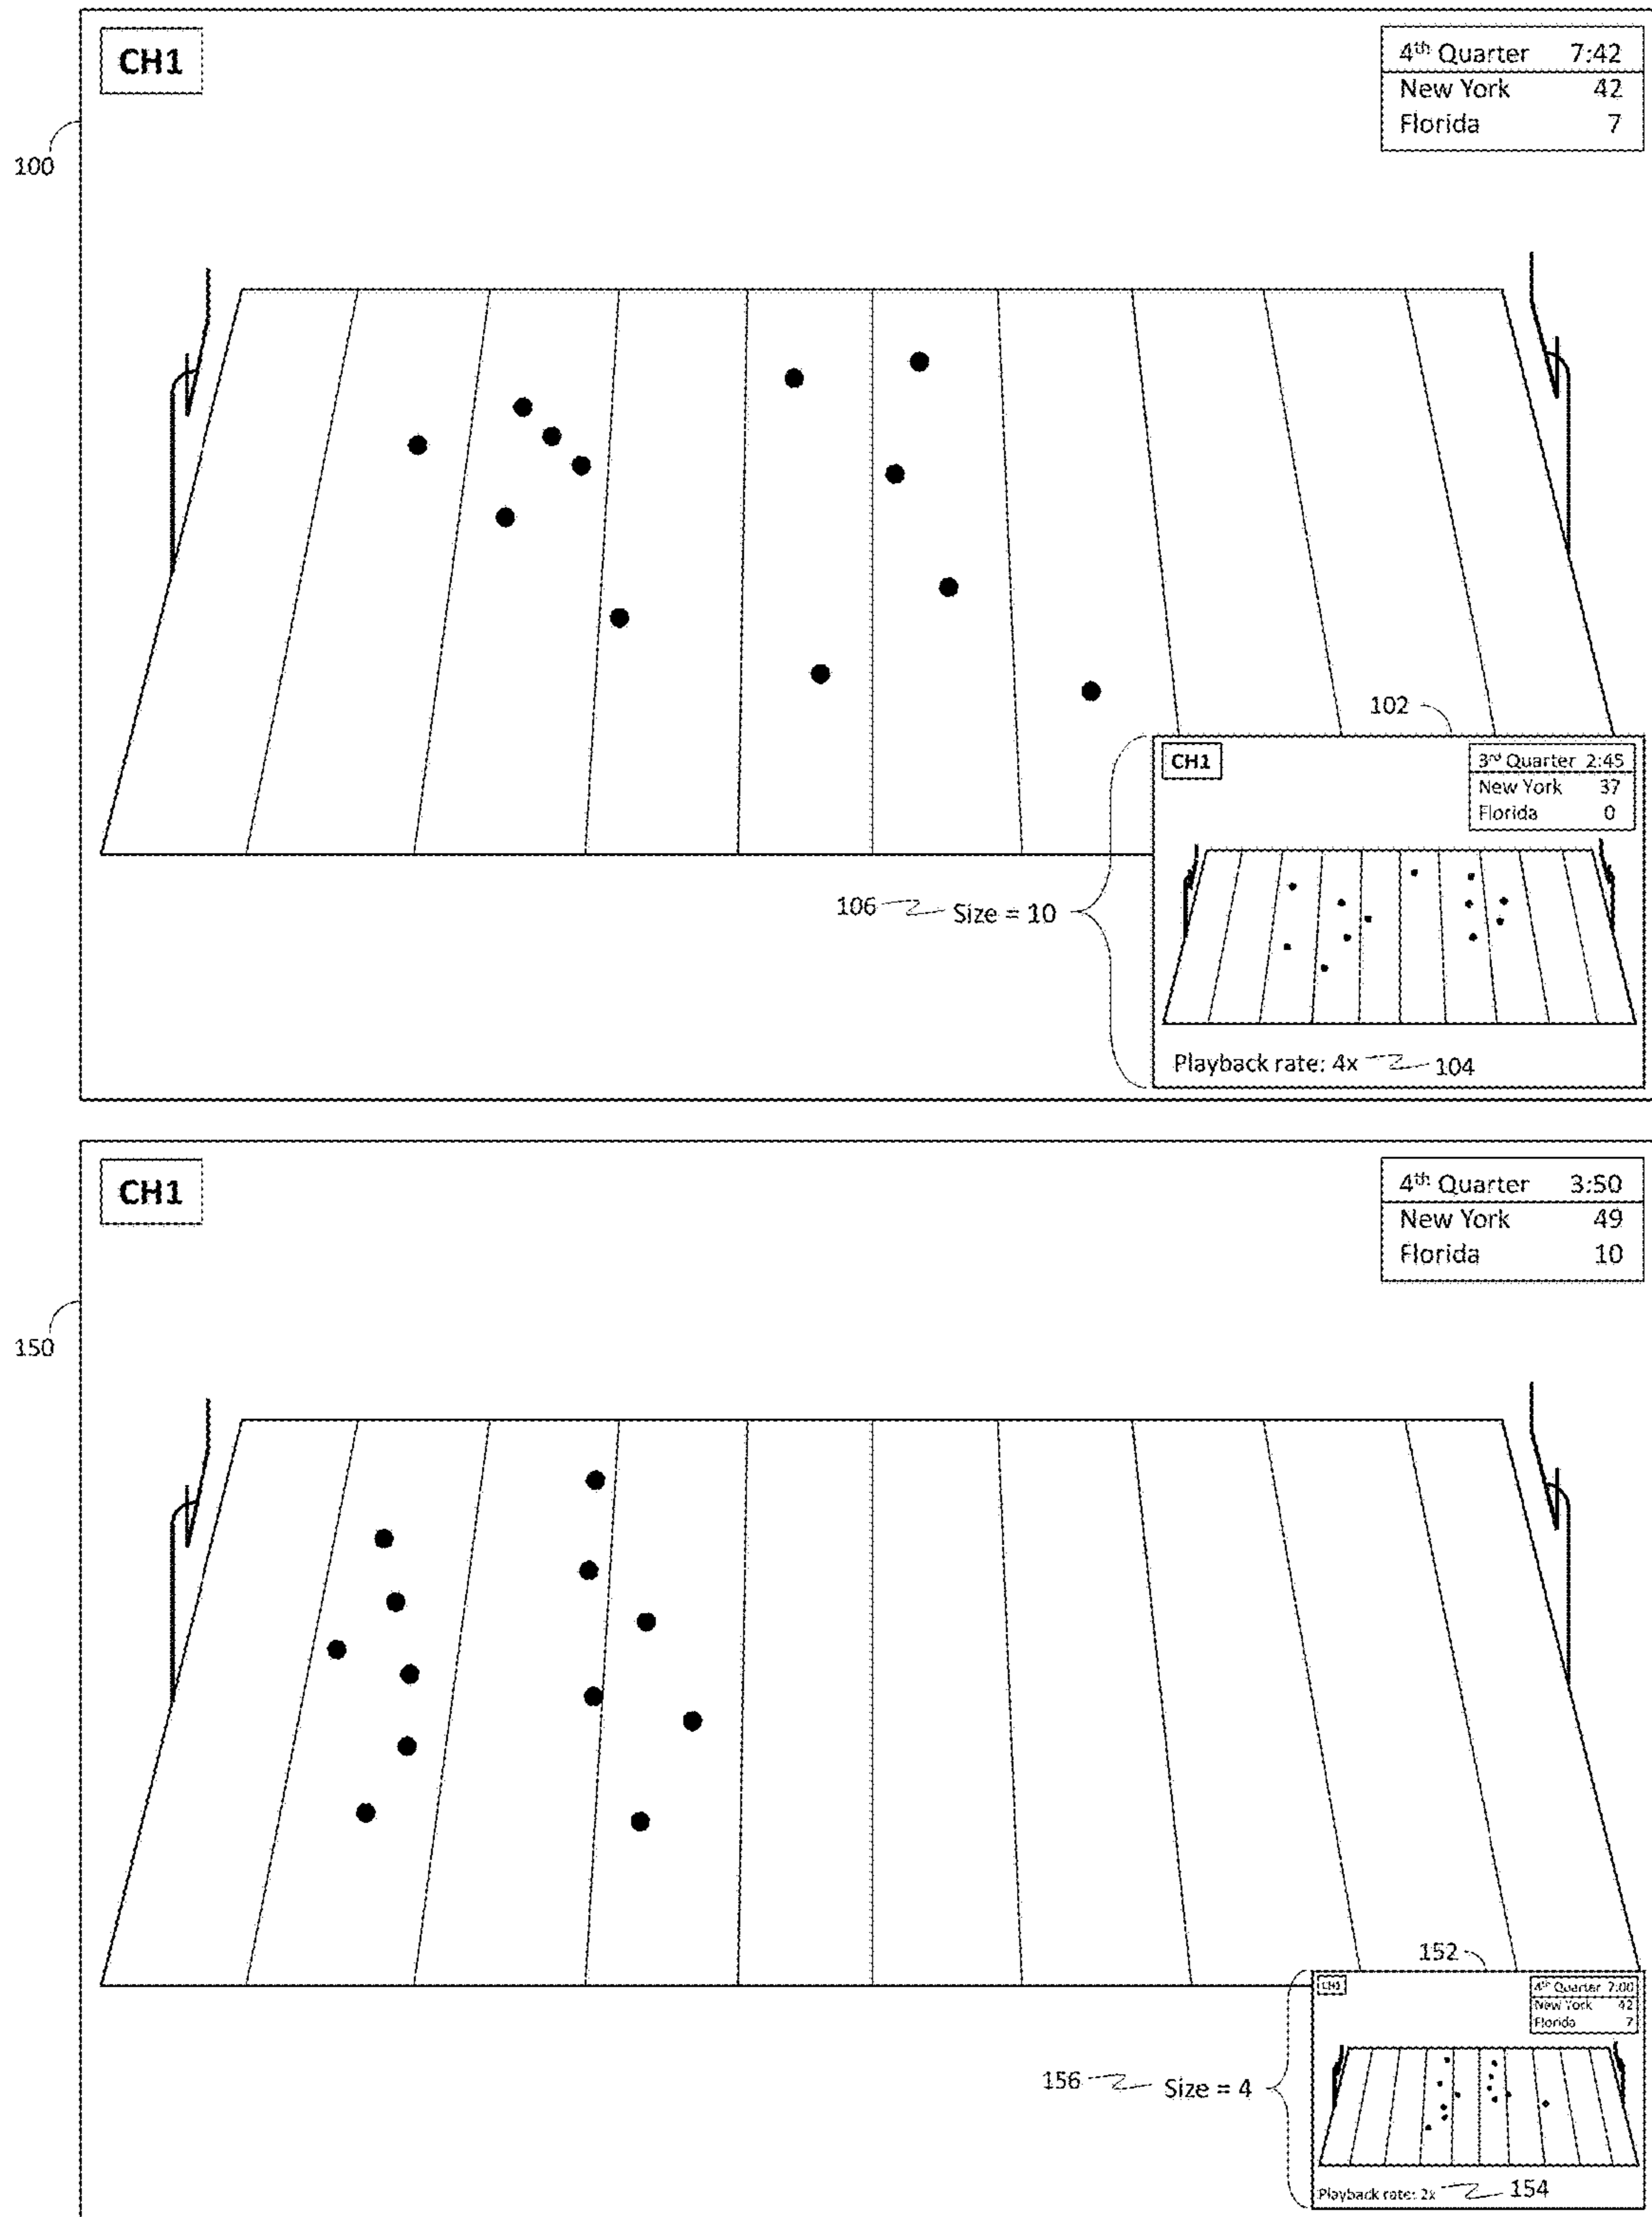 CH1
4th Quarter 7:42
New York 42
Florida 7
100
102
CH1
3rd Quarter 2:45
New York 37
Florida 0
106 Size = 10
Playback rate: 4x 104
CH1
4th Quarter 3:50
New York 49
Florida 10
150
152
CH1
4th Quarter 7:00
New York 42
Florida 7
156 Size = 4
Playback rate: 2x 154